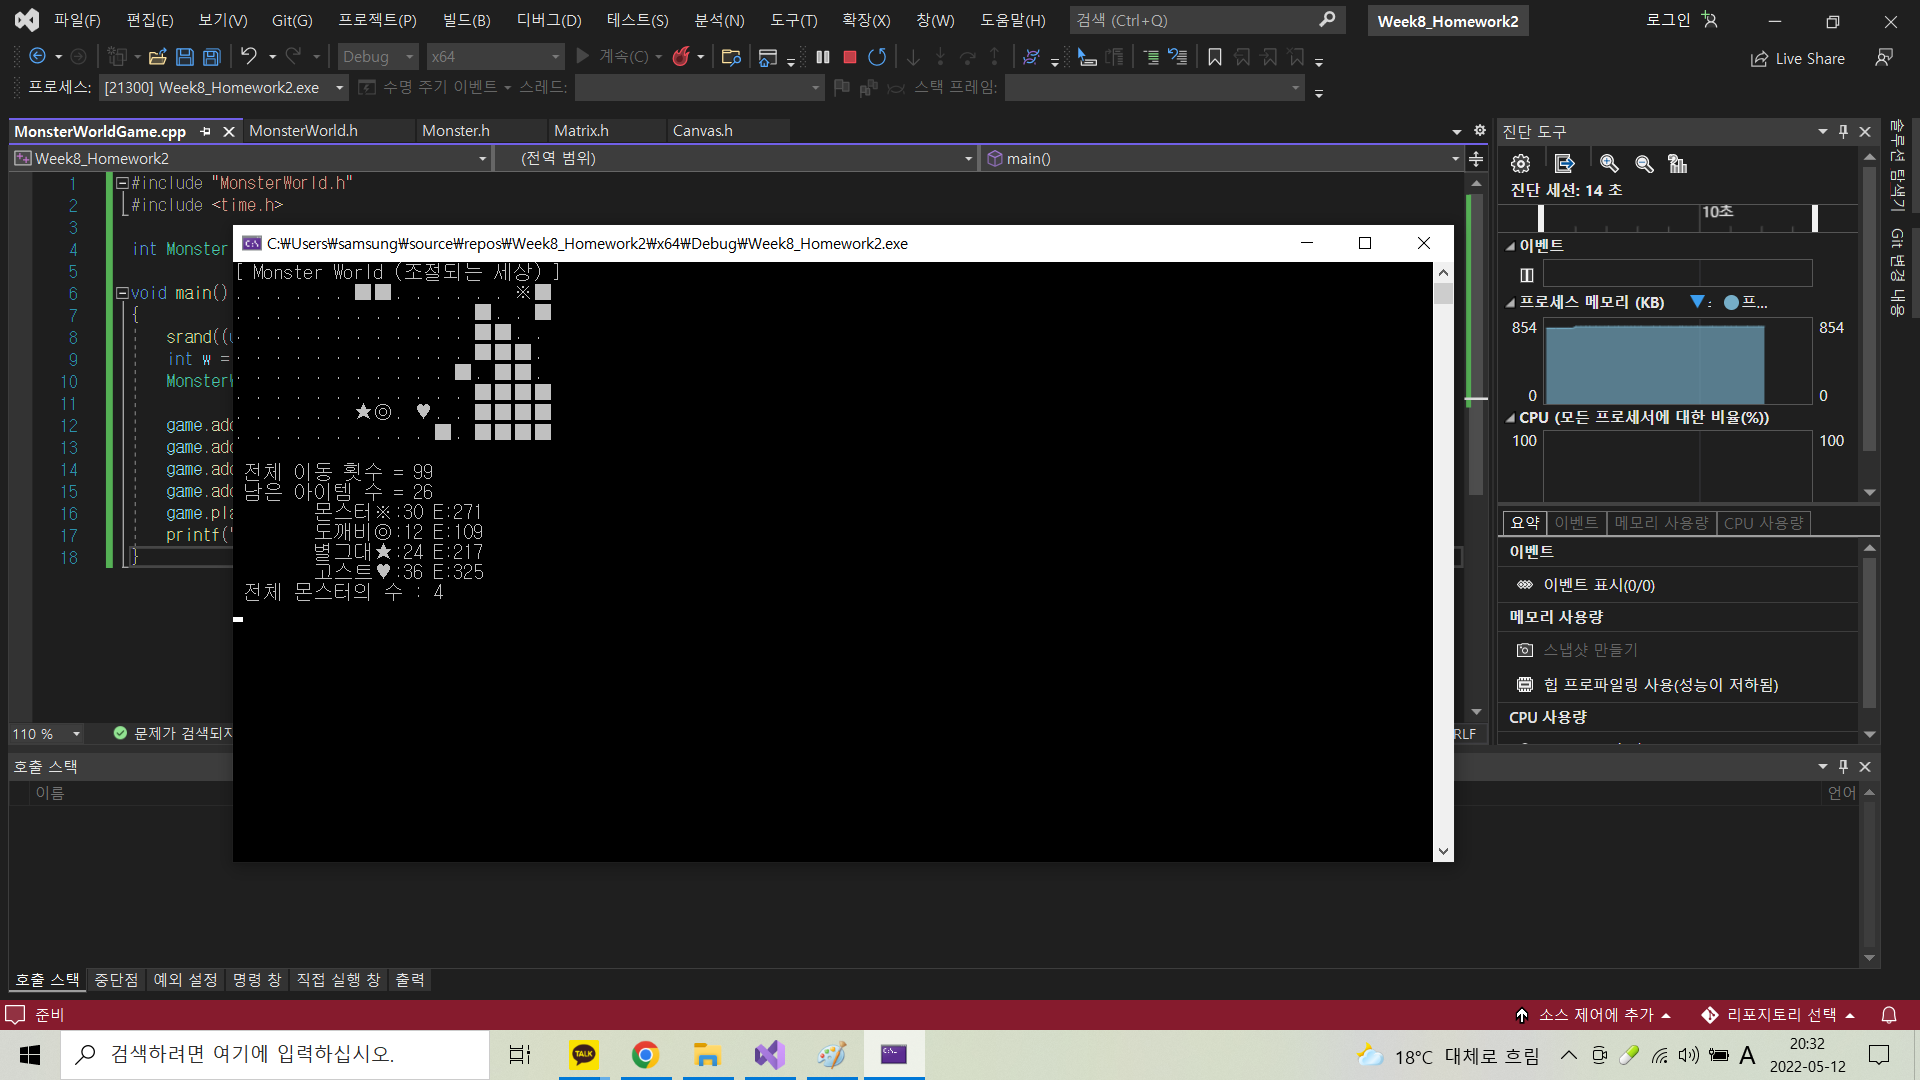 파일(F) 편집(E) 보기(V) Git(G) 프로젝트(P) 빌드(B) 디버그(D) 테스트(S) 분석(N) 도구(T) 확장(X) 창(W) 도움말(H) 검색 (Ctrl+Q) Week8_Homework2 로그인
Debug x64 계속(C) Live Share
프로세스: [21300] Week8_Homework2.exe 수명 주기 이벤트 스레드: 스택 프레임:
MonsterWorldGame.cpp MonsterWorld.h Monster.h Matrix.h Canvas.h
Week8_Homework2 (전역 범위) main()
1 #include "MonsterWorld.h"
2 #include <time.h>
3
4 int Monster
5
6 void main()
7 {
8 srand((
9 int w =
10 Monster
11
12 game.add
13 game.add
14 game.add
15 game.add
16 game.pla
17 printf("
18 }
C:₩Users₩samsung₩source₩repos₩Week8_Homework2₩x64₩Debug₩Week8_Homework2.exe
[ Monster World (조절되는 세상) ]
. . . . . . ■■. . . . . . ※■
. . . . . . . . . . . . ■. . ■
. . . . . . . . . . . . ■■. .
. . . . . . . . . . . . ■■■.
. . . . . . . . . . . ■. ■■.
. . . . . . . . . . . . ■■■■
. . . . . . ★◎. ♥. . ■■■■
. . . . . . . . . . ■. ■■■■
전체 이동 횟수 = 99
남은 아이템 수 = 26
몬스터※:30 E:271
도깨비◎:12 E:109
별그대★:24 E:217
고스트♥:36 E:325
전체 몬스터의 수 : 4
110 % 문제가 검색되지 RLF
진단 도구
진단 세션: 14 초
10초
이벤트
프로세스 메모리 (KB) 프...
854 854
0 0
CPU (모든 프로세서에 대한 비율(%))
100 100
요약 이벤트 메모리 사용량 CPU 사용량
이벤트
이벤트 표시(0/0)
메모리 사용량
스냅샷 만들기
힙 프로파일링 사용(성능이 저하됨)
CPU 사용량
솔루션 탐색기
Git 변경 내용
호출 스택
이름 언어
호출 스택 중단점 예외 설정 명령 창 직접 실행 창 출력
준비 소스 제어에 추가 리포지토리 선택
검색하려면 여기에 입력하십시오. TALK 18°C 대체로 흐림 A 20:32
2022-05-12